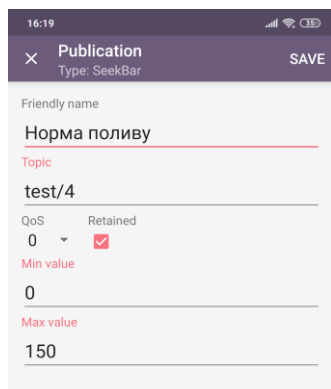 16:19
35
Publication
Type: SeekBar
SAVE
Friendly name
Норма поливу
Topic
test/4
QoS Retained
0
Min value
0
Max value
150